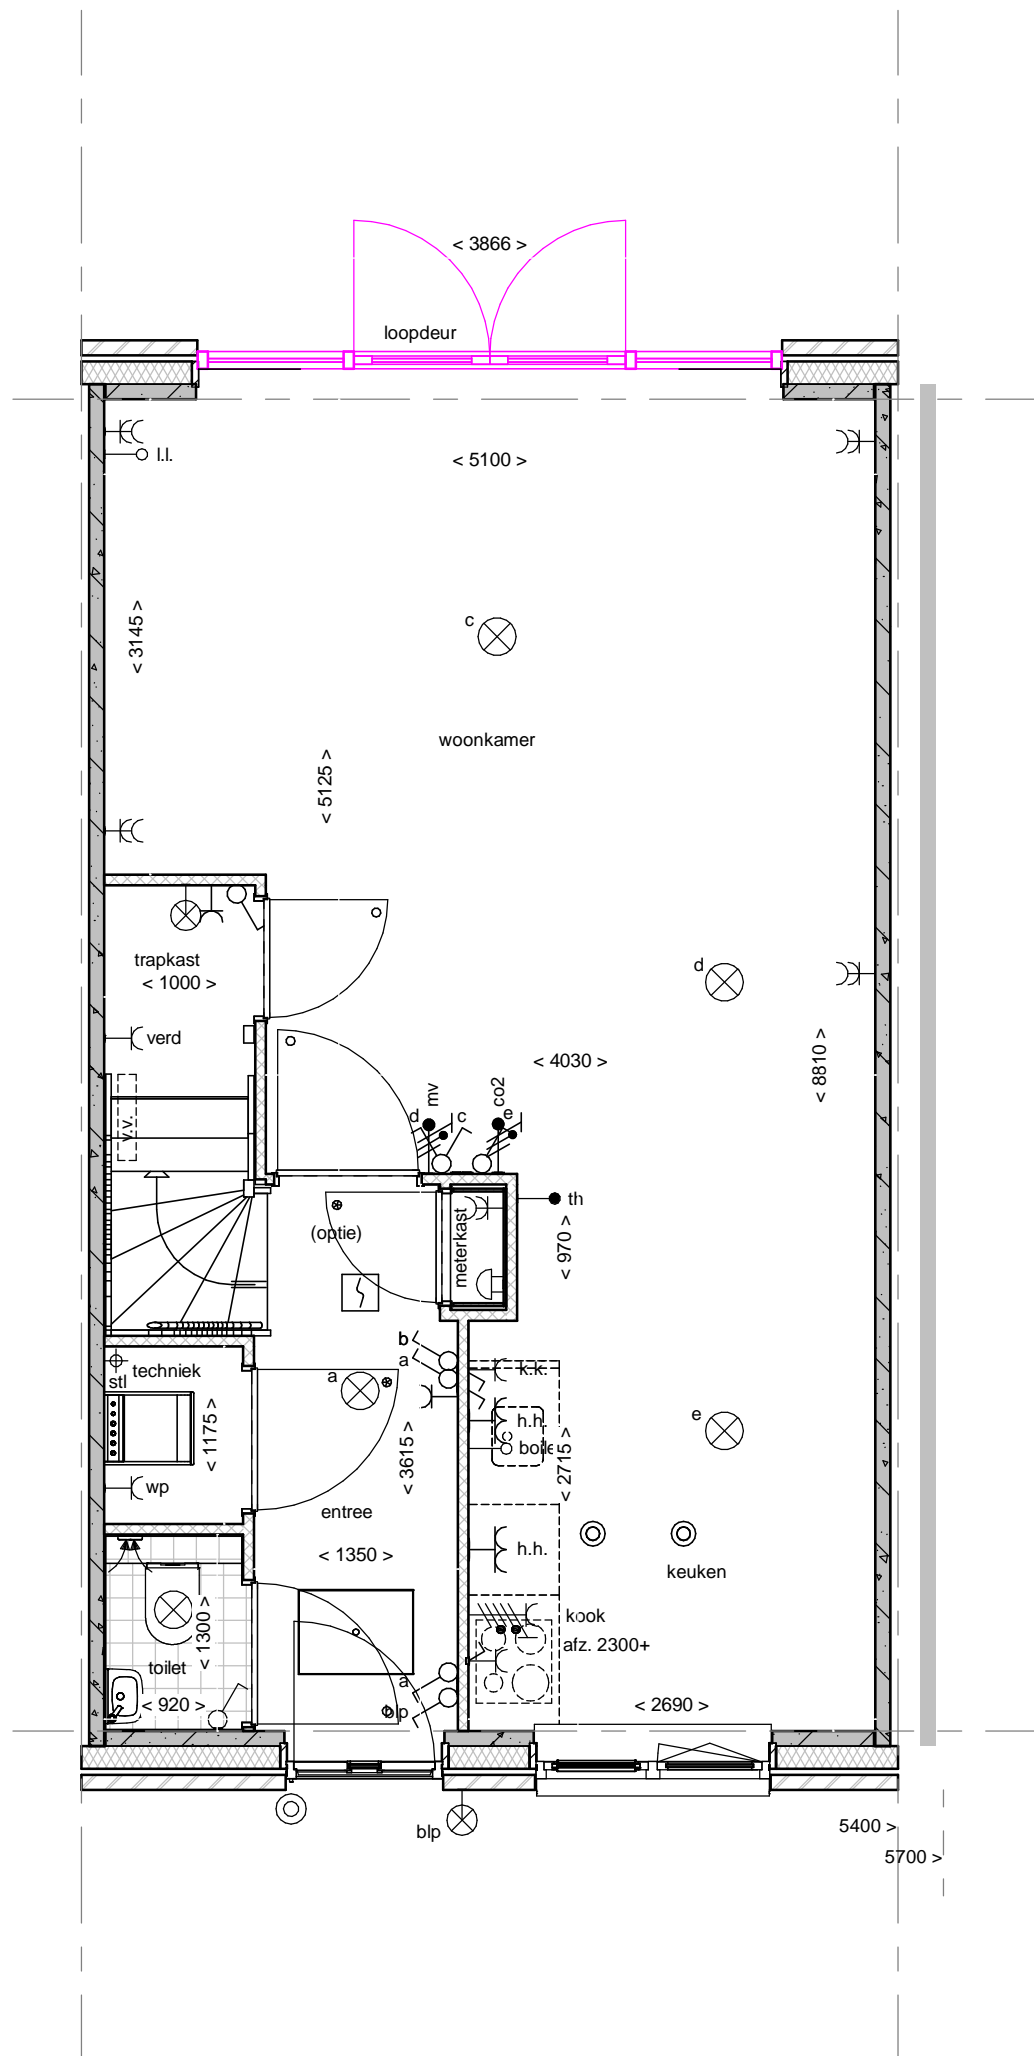 < 3866 >
loopdeur
l.l.
< 5100 >
< 3145 >
c
woonkamer
< 5125 >
trapkast
< 1000 >
d
verd
< 4030 >
< 8810 >
v.v.
mv
co2
d
c
e
th
(optie)
meterkast
< 970 >
b
a
techniek
stl
a
k.k.
h.h.
boile
e
< 1175 >
< 3615 >
< 2715 >
wp
entree
< 1350 >
h.h.
keuken
kook
afz. 2300+
< 1300 >
toilet
< 920 >
a
blp
< 2690 >
blp
5400 >
5700 >